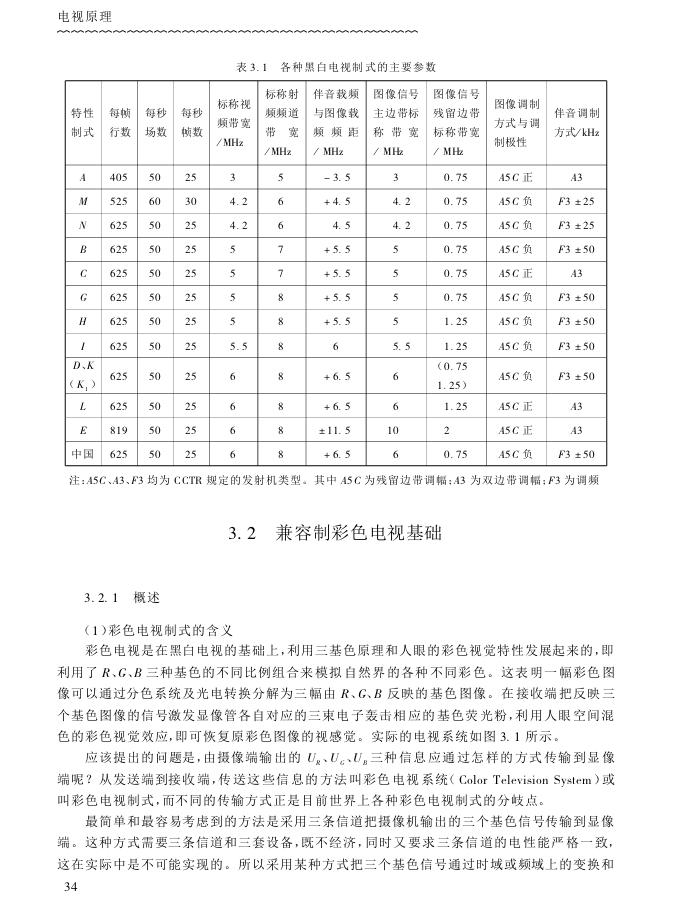 电视原理
表 3. 1 各种黑白电视制式的主要参数
特性制式 每帧行数 每秒场数 每秒帧数 标称视频带宽/MHz 标称射频频道带宽/MHz 伴音载频与图像载频频距/MHz 图像信号主边带标称带宽/MHz 图像信号残留边带标称带宽/MHz 图像调制方式与调制极性 伴音调制方式/kHz
A 405 50 25 3 5 - 3. 5 3 0. 75 A5C 正 A3
M 525 60 30 4. 2 6 + 4. 5 4. 2 0. 75 A5C 负 F3 ± 25
N 625 50 25 4. 2 6 4. 5 4. 2 0. 75 A5C 负 F3 ± 25
B 625 50 25 5 7 + 5. 5 5 0. 75 A5C 负 F3 ± 50
C 625 50 25 5 7 + 5. 5 5 0. 75 A5C 正 A3
G 625 50 25 5 8 + 5. 5 5 0. 75 A5C 负 F3 ± 50
H 625 50 25 5 8 + 5. 5 5 1. 25 A5C 负 F3 ± 50
I 625 50 25 5. 5 8 6 5. 5 1. 25 A5C 负 F3 ± 50
D、K（K₁） 625 50 25 6 8 + 6. 5 6 （0. 75 1. 25） A5C 负 F3 ± 50
L 625 50 25 6 8 + 6. 5 6 1. 25 A5C 正 A3
E 819 50 25 6 8 ± 11. 5 10 2 A5C 正 A3
中国 625 50 25 6 8 + 6. 5 6 0. 75 A5C 负 F3 ± 50
注：A5C、A3、F3 均为 CCTR 规定的发射机类型。其中 A5C 为残留边带调幅；A3 为双边带调幅；F3 为调频
3. 2 兼容制彩色电视基础
3. 2. 1 概述
（1）彩色电视制式的含义
彩色电视是在黑白电视的基础上，利用三基色原理和人眼的彩色视觉特性发展起来的，即
利用了 R、G、B 三种基色的不同比例组合来模拟自然界的各种不同彩色。这表明一幅彩色图
像可以通过分色系统及光电转换分解为三幅由 R、G、B 反映的基色图像。在接收端把反映三
个基色图像的信号激发显像管各自对应的三束电子轰击相应的基色荧光粉，利用人眼空间混
色的彩色视觉效应，即可恢复原彩色图像的视感觉。实际的电视系统如图 3. 1 所示。
应该提出的问题是，由摄像端输出的 U_R、U_G、U_B 三种信息应通过怎样的方式传输到显像
端呢？从发送端到接收端，传送这些信息的方法叫彩色电视系统（Color Television System）或
叫彩色电视制式，而不同的传输方式正是目前世界上各种彩色电视制式的分岐点。
最简单和最容易考虑到的方法是采用三条信道把摄像机输出的三个基色信号传输到显像
端。这种方式需要三条信道和三套设备，既不经济，同时又要求三条信道的电性能严格一致，
这在实际中是不可能实现的。所以采用某种方式把三个基色信号通过时域或频域上的变换和
34